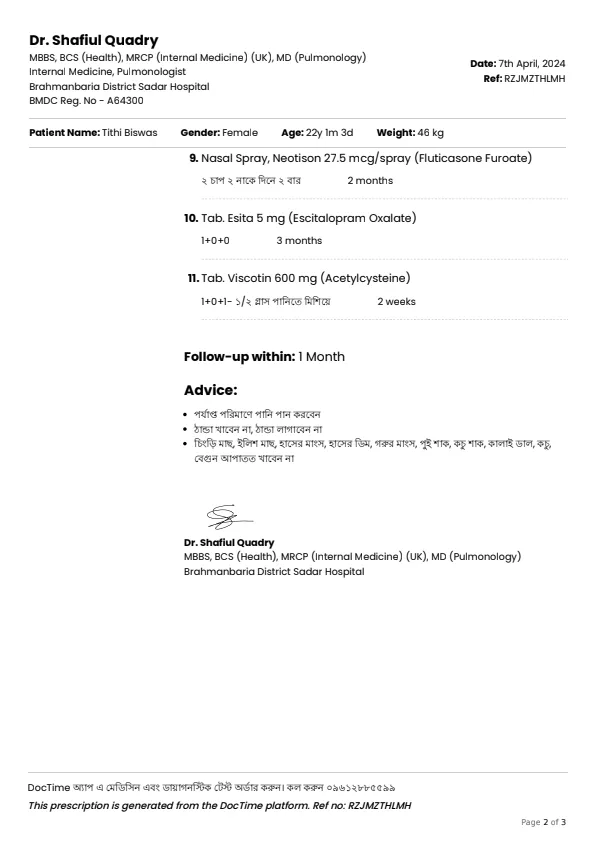 Dr. Shafiul Quadry
MBBS, BCS (Health), MRCP (Internal Medicine) (UK), MD (Pulmonology)
Internal Medicine, Pulmonologist
Brahmanbaria District Sadar Hospital
BMDC Reg. No - A64300
Date: 7th April, 2024
Ref: RZJMZTHLMH
Patient Name: Tithi Biswas Gender: Female Age: 22y 1m 3d Weight: 46 kg
9. Nasal Spray, Neotison 27.5 mcg/spray (Fluticasone Furoate)
২ চাপ ২ নাকে দিনে ২ বার 2 months
10. Tab. Esita 5 mg (Escitalopram Oxalate)
1+0+0 3 months
11. Tab. Viscotin 600 mg (Acetylcysteine)
1+0+1- ১/২ গ্লাস পানিতে মিশিয়ে 2 weeks
Follow-up within: 1 Month
Advice:
• পর্যাপ্ত পরিমাণে পানি পান করবেন
• ঠান্ডা খাবেন না, ঠান্ডা লাগাবেন না
• চিংড়ি মাছ, ইলিশ মাছ, হাসের মাংস, হাসের ডিম, গরুর মাংস, পুই শাক, কচু শাক, কালাই ডাল, কচু,
বেগুন আপাতত খাবেন না
Dr. Shafiul Quadry
MBBS, BCS (Health), MRCP (Internal Medicine) (UK), MD (Pulmonology)
Brahmanbaria District Sadar Hospital
DocTime অ্যাপ এ মেডিসিন এবং ডায়াগনস্টিক টেস্ট অর্ডার করুন। কল করুন ০৯৬১২৮৮৫৫৯৯
This prescription is generated from the DocTime platform. Ref no: RZJMZTHLMH
Page 2 of 3